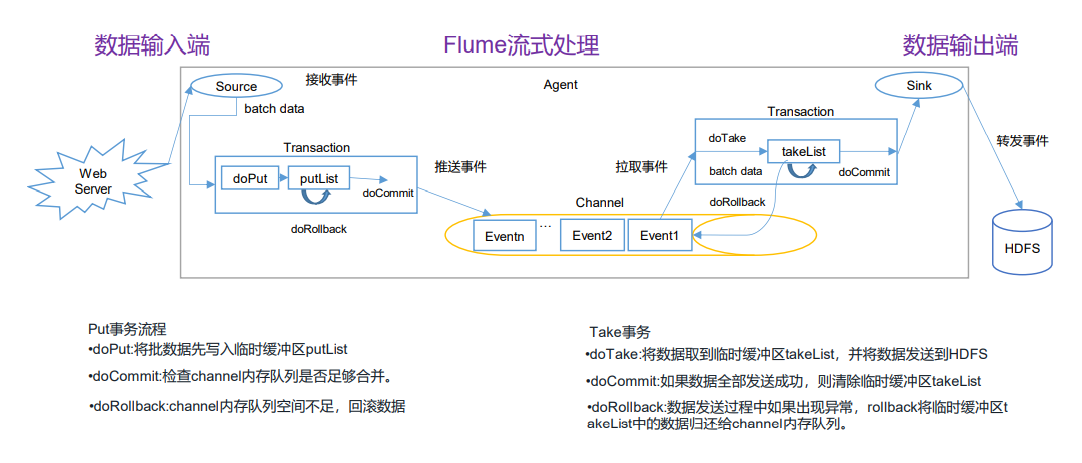 数据输入端
Flume流式处理
数据输出端
Source
接收事件
Agent
Sink
batch data
Transaction
Transaction
doTake
takeList
转发事件
Web
Server
doPut
putList
推送事件
拉取事件
batch data
doCommit
doCommit
doRollback
Channel
doRollback
Eventn
...
Event2
Event1
HDFS
Put事务流程
•doPut:将批数据先写入临时缓冲区putList
•doCommit:检查channel内存队列是否足够合并。
•doRollback:channel内存队列空间不足，回滚数据
Take事务
•doTake:将数据取到临时缓冲区takeList，并将数据发送到HDFS
•doCommit:如果数据全部发送成功，则清除临时缓冲区takeList
•doRollback:数据发送过程中如果出现异常，rollback将临时缓冲区t
akeList中的数据归还给channel内存队列。